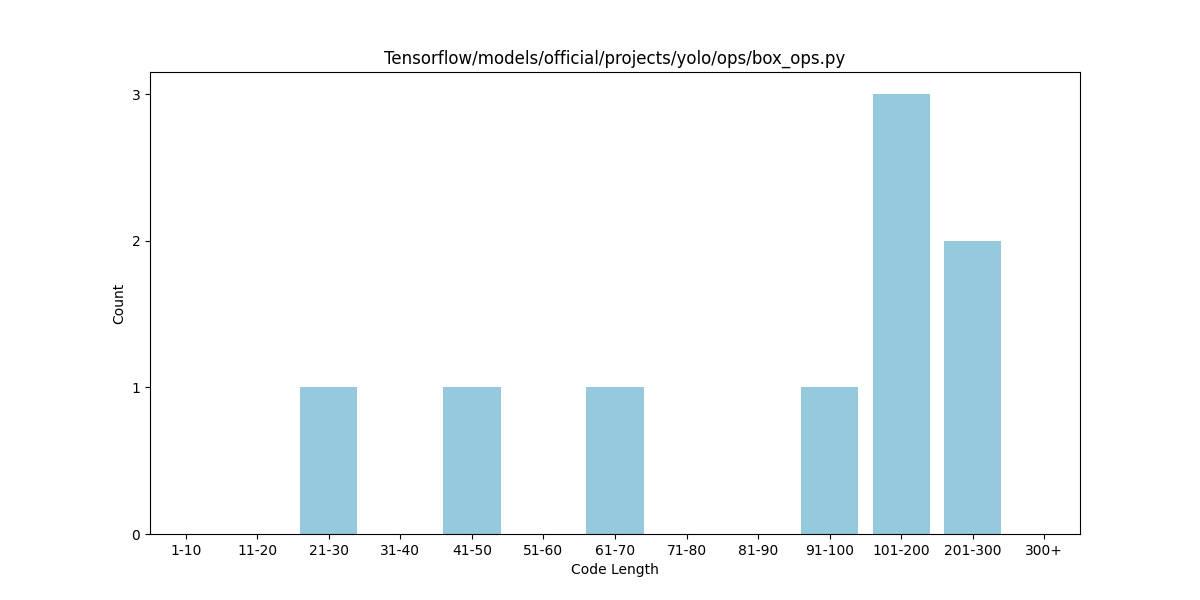 Tensorflow/models/official/projects/yolo/ops/box_ops.py
3
2
1
0
Count
1-10 11-20 21-30 31-40 41-50 51-60 61-70 71-80 81-90 91-100 101-200 201-300 300+
Code Length